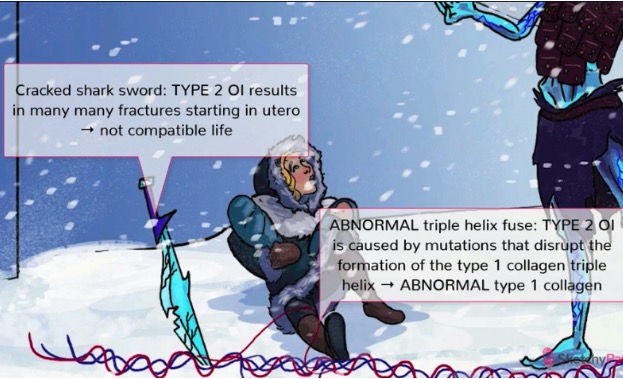 Cracked shark sword: TYPE 2 OI results
in many many fractures starting in utero
→ not compatible life
ABNORMAL triple helix fuse: TYPE 2 OI
is caused by mutations that disrupt the
formation of the type 1 collagen triple
helix → ABNORMAL type 1 collagen